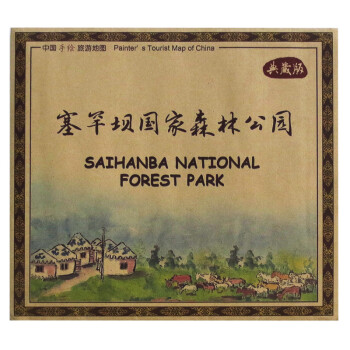 中国手绘旅游地图 Painter's Tourist Map of China
典藏版
塞罕坝国家森林公园
SAIHANBA NATIONAL
FOREST PARK